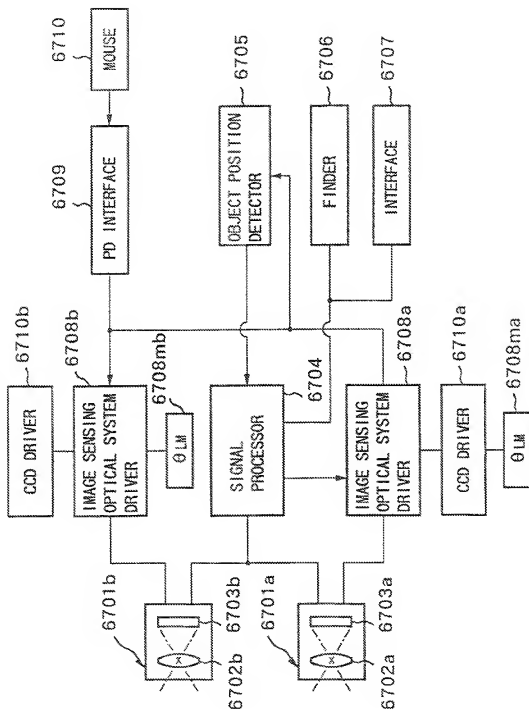 6710
MOUSE
6709
PD INTERFACE
6705
OBJECT POSITION
DETECTOR
6706
FINDER
6707
INTERFACE
6710b
CCD DRIVER
6708b
IMAGE SENSING
OPTICAL SYSTEM
DRIVER
6708mb
θLM
6704
SIGNAL
PROCESSOR
6708a
IMAGE SENSING
OPTICAL SYSTEM
DRIVER
6710a
CCD DRIVER
6708ma
θLM
6701b
6703b
6702b
6701a
6703a
6702a